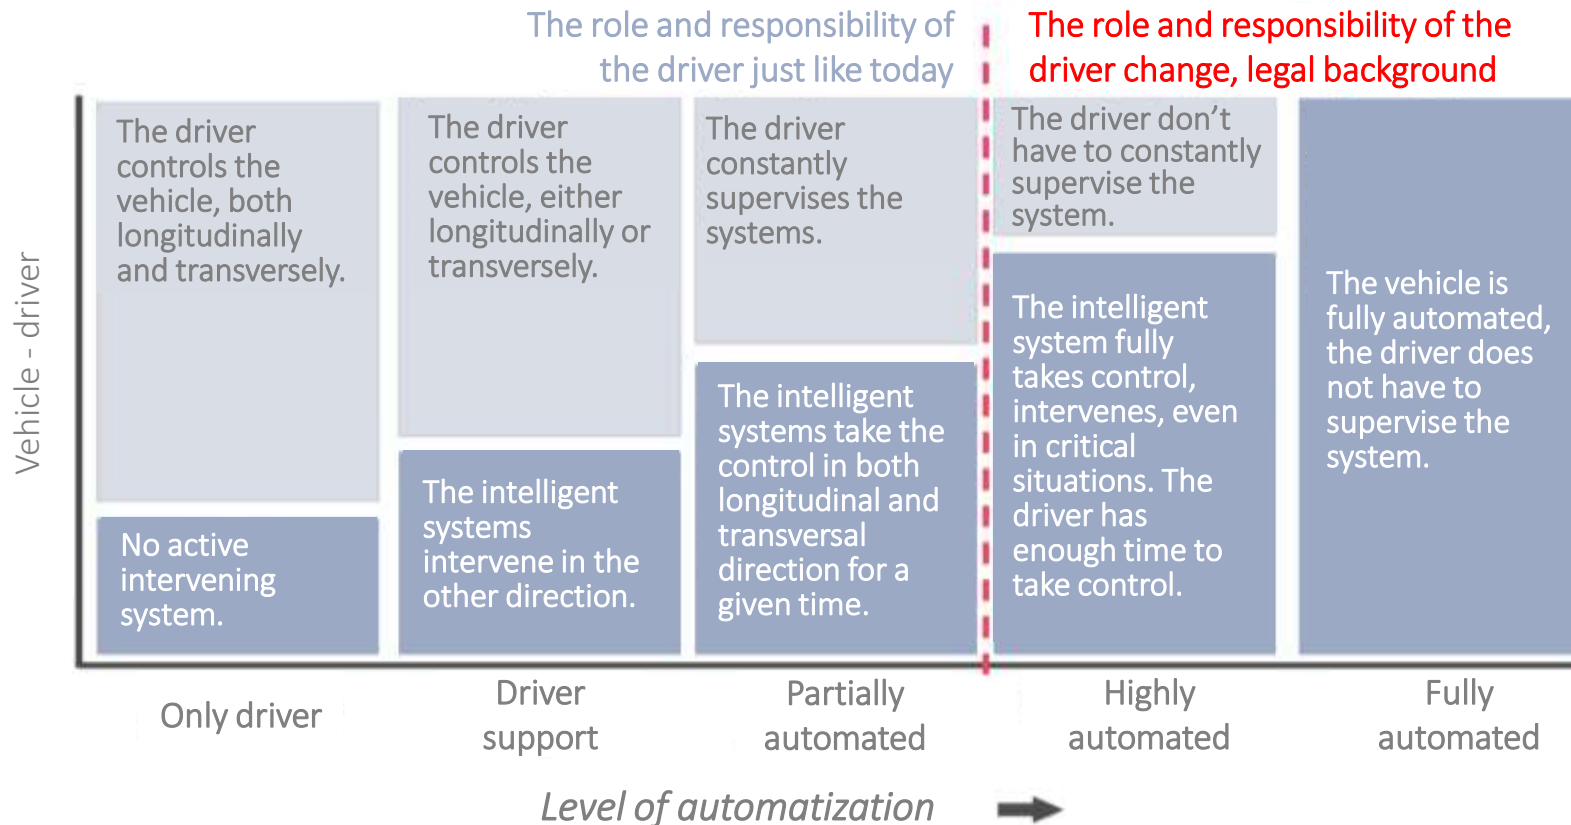 The role and responsibility of
the driver just like today
The role and responsibility of the
driver change, legal background
Vehicle - driver
The driver
controls the
vehicle, both
longitudinally
and transversely.
No active
intervening
system.
The driver
controls the
vehicle, either
longitudinally or
transversely.
The intelligent
systems
intervene in the
other direction.
The driver
constantly
supervises the
systems.
The intelligent
systems take the
control in both
longitudinal and
transversal
direction for a
given time.
The driver don’t
have to constantly
supervise the
system.
The intelligent
system fully
takes control,
intervenes, even
in critical
situations. The
driver has
enough time to
take control.
The vehicle is
fully automated,
the driver does
not have to
supervise the
system.
Only driver
Driver
support
Partially
automated
Highly
automated
Fully
automated
Level of automatization